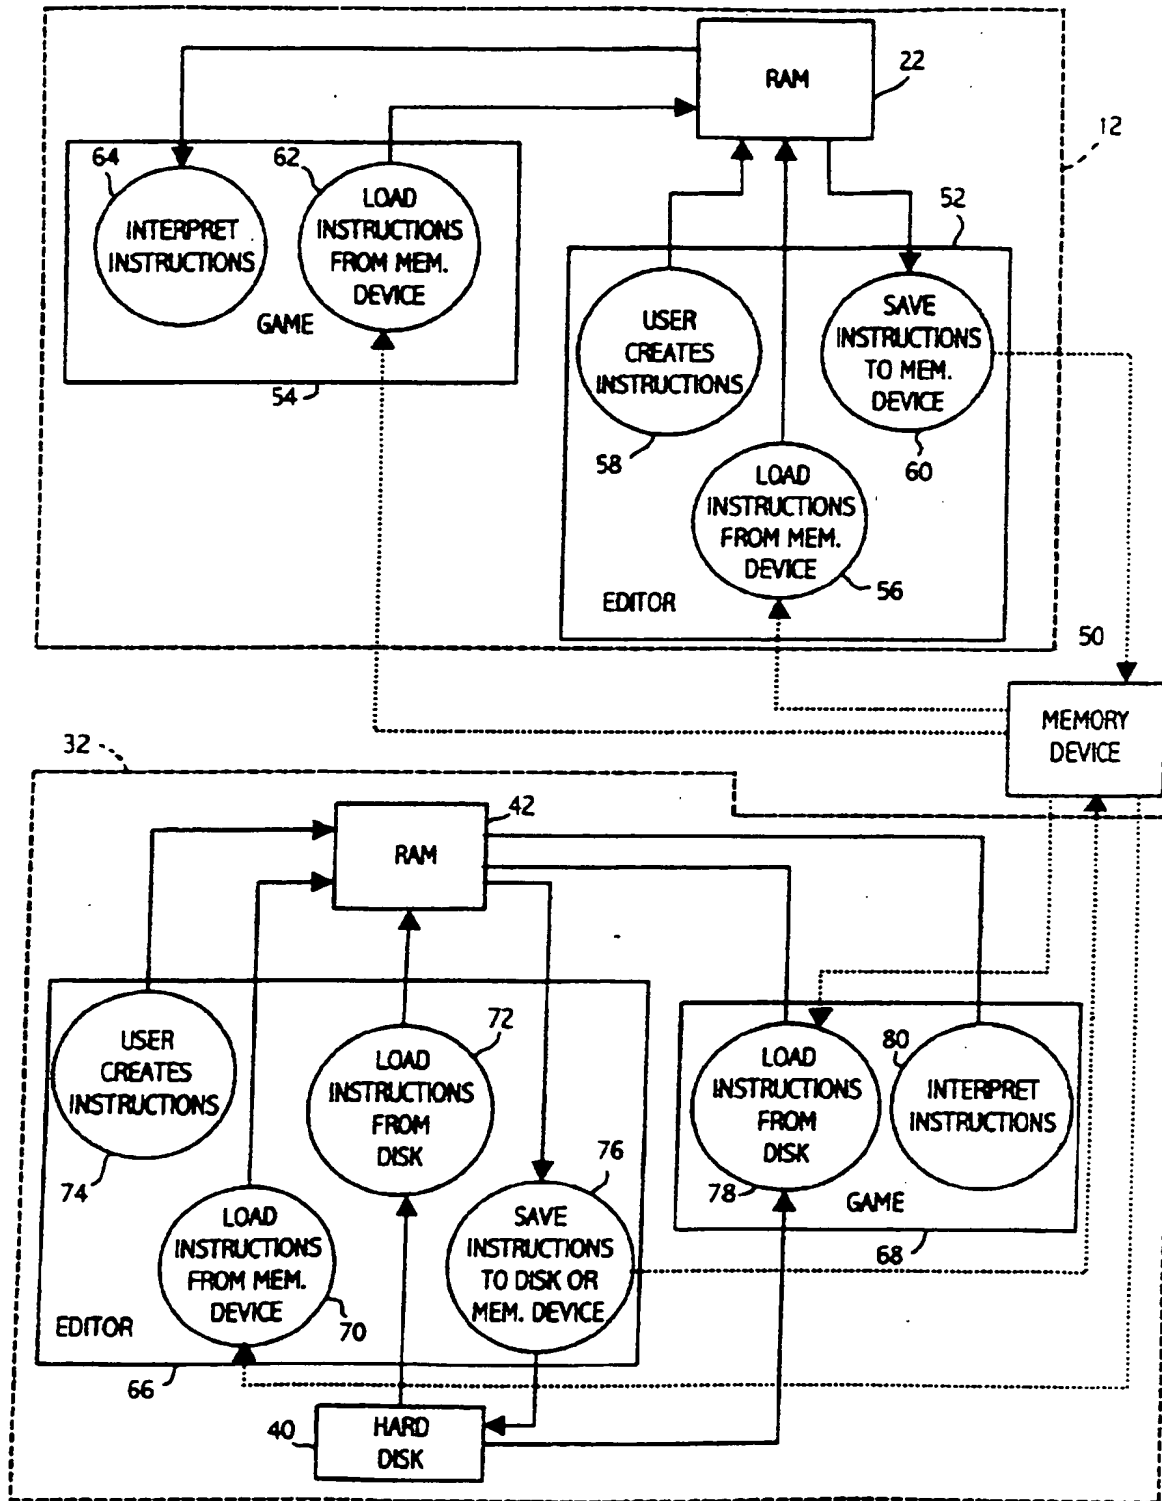 RAM
22
12
64
INTERPRET
INSTRUCTIONS
62
LOAD
INSTRUCTIONS
FROM MEM.
DEVICE
GAME
54
52
USER
CREATES
INSTRUCTIONS
58
SAVE
INSTRUCTIONS
TO MEM.
DEVICE
60
LOAD
INSTRUCTIONS
FROM MEM.
DEVICE
56
EDITOR
50
MEMORY
DEVICE
32
RAM
42
USER
CREATES
INSTRUCTIONS
74
72
LOAD
INSTRUCTIONS
FROM
DISK
LOAD
INSTRUCTIONS
FROM MEM.
DEVICE
70
76
SAVE
INSTRUCTIONS
TO DISK OR
MEM. DEVICE
EDITOR
66
LOAD
INSTRUCTIONS
FROM
DISK
78
80
INTERPRET
INSTRUCTIONS
GAME
68
40
HARD
DISK